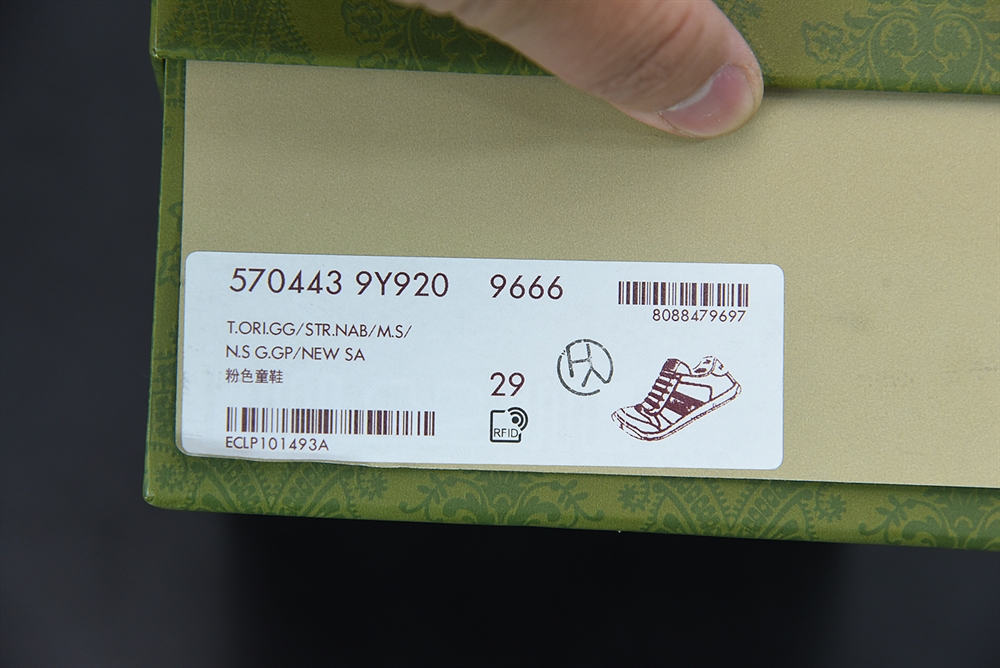 570443 9Y920 9666
8088479697
T.ORI.GG/STR.NAB/M.S/
N.S G.GP/NEW SA
粉色童鞋
29
RFID
ECLP101493A